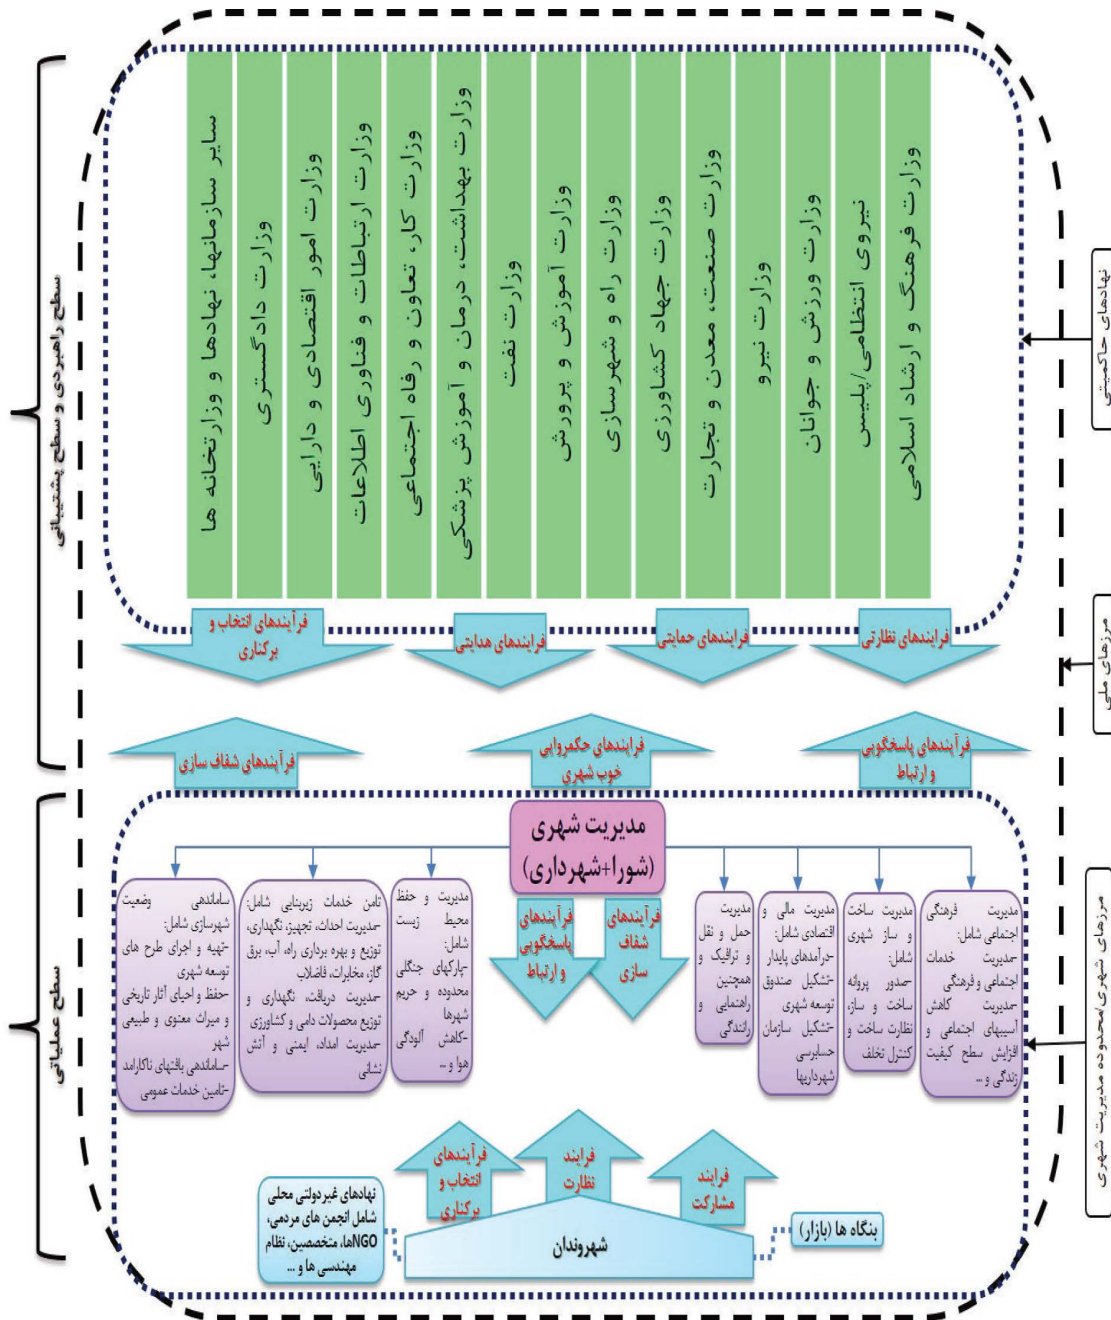 سایر سازمانها، نهادها و وزارتخانه ها
وزارت دادگستری
وزارت امور اقتصادی و دارایی
وزارت ارتباطات و فناوری اطلاعات
وزارت کار، تعاون و رفاه اجتماعی
وزارت بهداشت، درمان و آموزش پزشکی
وزارت نفت
وزارت آموزش و پرورش
وزارت راه و شهرسازی
وزارت جهاد کشاورزی
وزارت صنعت، معدن و تجارت
وزارت نیرو
وزارت ورزش و جوانان
نیروی انتظامی/پلیس
وزارت فرهنگ و ارشاد اسلامی
سطح راهبردی و سطح پشتیبانی
سطح عملیاتی
نهادهای حاکمیتی
مرزهای ملی
مرزهای شهری/محدوده مدیریت شهری
فرایندهای نظارتی
فرایندهای حمایتی
فرایندهای هدایتی
فرآیندهای انتخاب و
برکناری
فرآیندهای پاسخگویی
و ارتباط
فرایندهای حکمروایی
خوب شهری
فرآیندهای شفاف سازی
مدیریت شهری
(شورا+شهرداری)
مدیریت فرهنگی
اجتماعی شامل:
-مدیریت خدمات
اجتماعی و فرهنگی
-مدیریت کاهش
آسیبهای اجتماعی و
افزایش سطح کیفیت
زندگی و ...
مدیریت ساخت
و ساز شهری
شامل:
-صدور پروانه
ساخت و ساز،
نظارت ساخت و
کنترل تخلف
مدیریت مالی و
اقتصادی شامل:
-درآمدهای پایدار
-تشکیل صندوق
توسعه شهری
-تشکیل سازمان
حسابرسی
شهرداریها
مدیریت
حمل و نقل
و ترافیک و
همچنین
راهنمایی و
رانندگی
فرآیندهای
شفاف
سازی
فرآیندهای
پاسخگویی
و ارتباط
مدیریت و حفظ
محیط زیست
شامل:
-پارکهای جنگلی
محدوده و حریم
شهرها
-کاهش آلودگی
هوا و ...
تامن خدمات زیربنایی شامل:
-مدیریت احداث، تجهیز، نگهداری،
توزیع و بهره برداری راه، آب، برق
گاز، مخابرات، فاضلاب
-مدیریت دریافت، نگهداری و
توزیع محصولات دامی و کشاورزی
-مدیریت امداد، ایمنی و آتش
نشانی
ساماندهی وضعیت
شهرسازی شامل:
-تهیه و اجرای طرح های
توسعه شهری
-حفظ و احیای آثار تاریخی
و میراث معنوی و طبیعی
شهر
-ساماندهی بافتهای ناکارامد
-تامین خدمات عمومی
فرایند
مشارکت
فرایند
نظارت
فرآیندهای
انتخاب و
برکناری
بنگاه ها (بازار)
شهروندان
نهادهای غیردولتی محلی
شامل انجمن های مردمی،
NGOها، متخصصین، نظام
مهندسی ها و ...